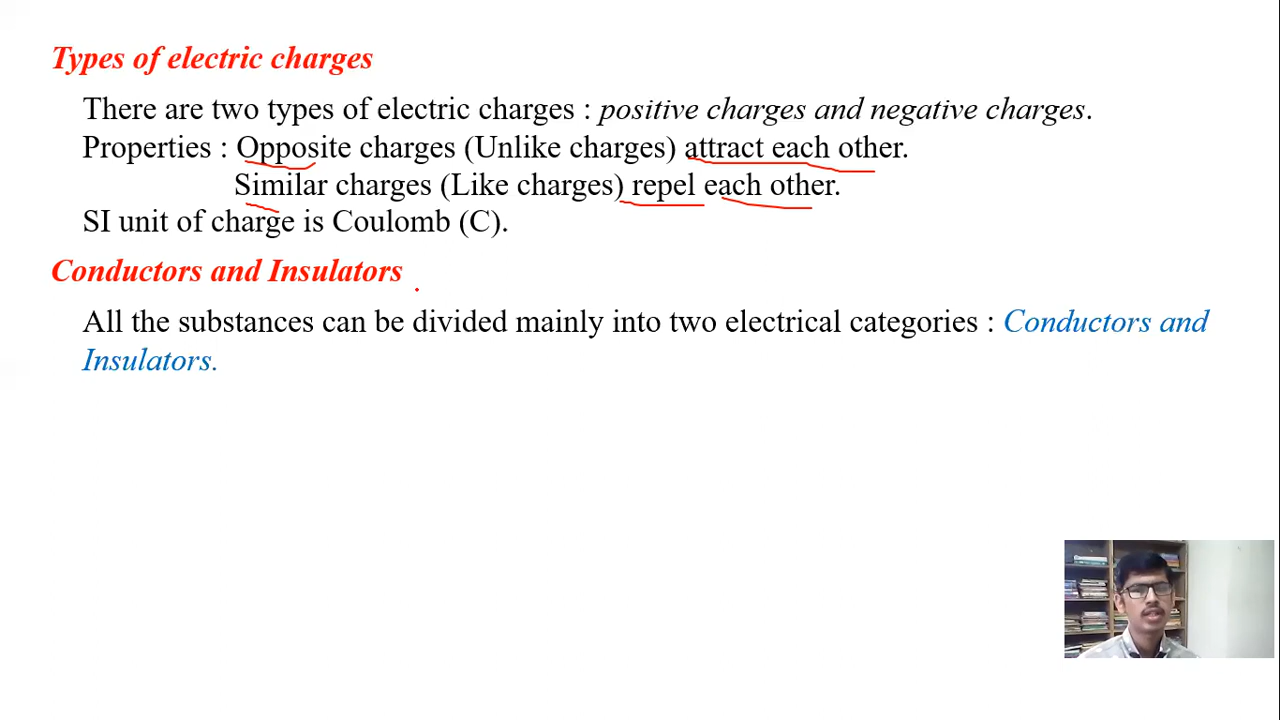 Types of electric charges
There are two types of electric charges : positive charges and negative charges.
Properties : Opposite charges (Unlike charges) attract each other.
Similar charges (Like charges) repel each other.
SI unit of charge is Coulomb (C).
Conductors and Insulators
All the substances can be divided mainly into two electrical categories : Conductors and
Insulators.